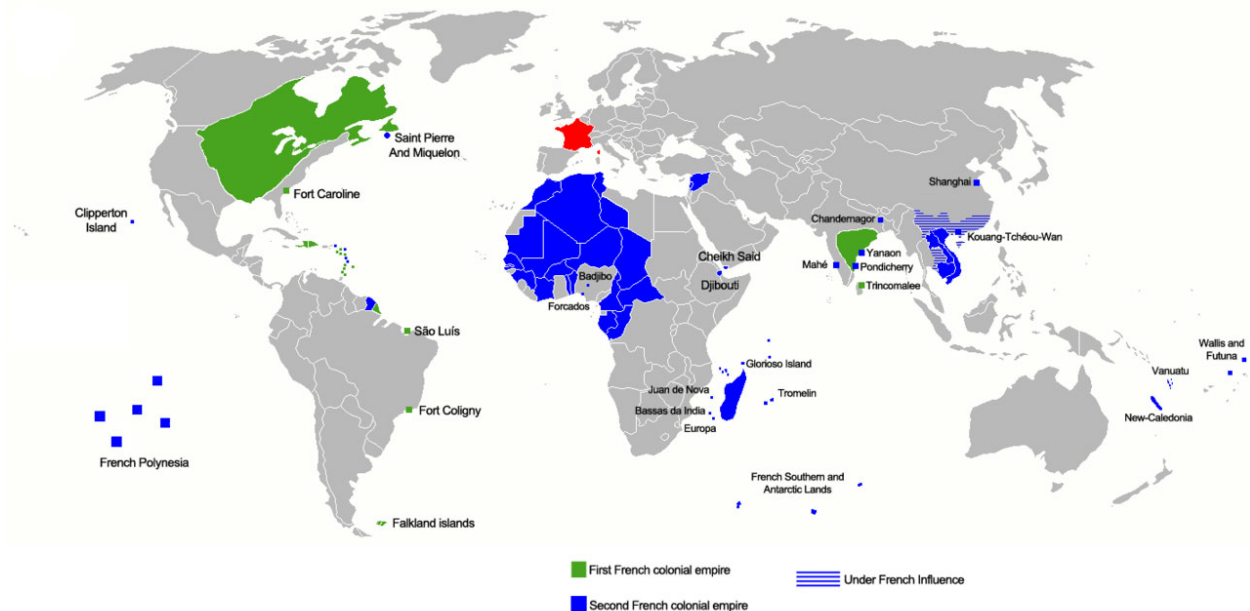 Saint Pierre
And Miquelon
Fort Caroline
Clipperton
Island
Shanghai
Chandernagor
Kouang-Tchéou-Wan
Yanaon
Mahé
Pondicherry
Trincomalee
Cheikh Saïd
Djibouti
Badjibo
Forcados
São Luís
Fort Coligny
Glorioso Island
Juan de Nova
Tromelin
Bassas da India
Europa
Wallis and
Futuna
Vanuatu
New-Caledonia
French Polynesia
French Southern and
Antarctic Lands
Falkland islands
First French colonial empire
Under French Influence
Second French colonial empire